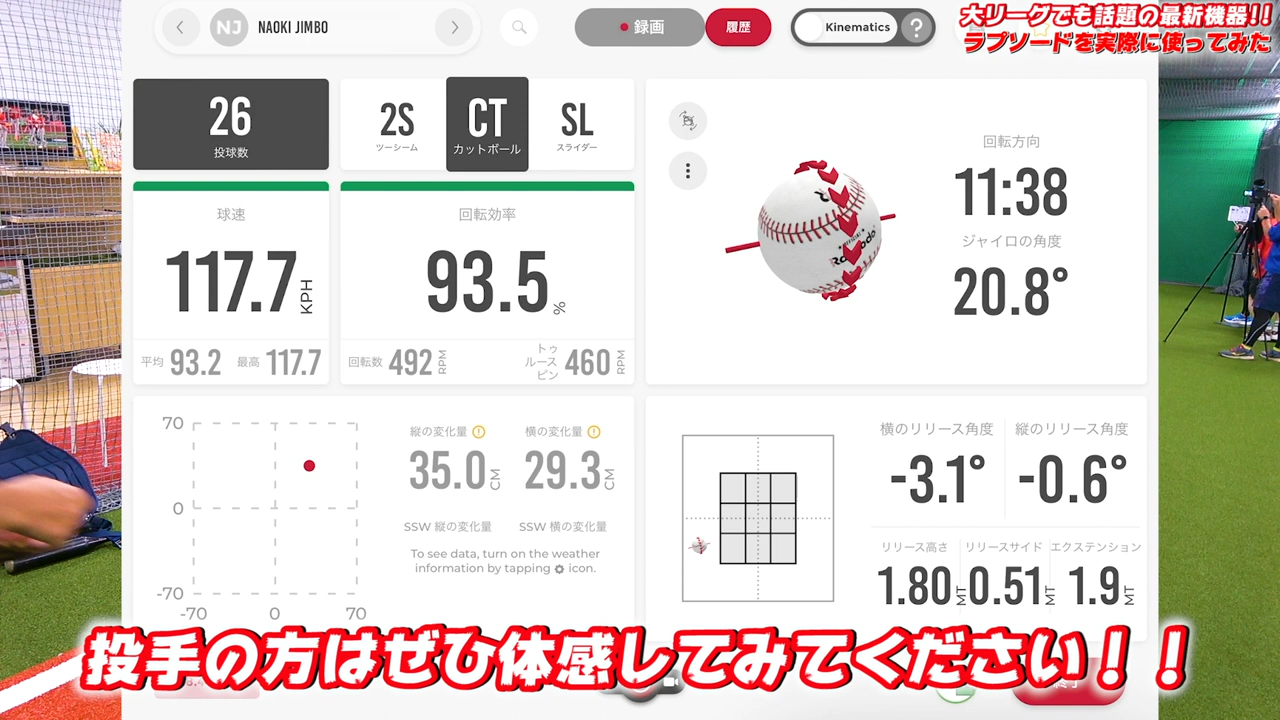 NJ NAOKI JIMBO
録画
履歴
Kinematics ?
大リーグでも話題の最新機器!!
ラプソードを実際に使ってみた
26
投球数
2S
ツーシーム
CT
カットボール
SL
スライダー
球速
117.7 KPH
平均 93.2 最高 117.7
回転効率
93.5 %
回転数 492 RPM
トゥルースピン 460 RPM
回転方向
11:38
ジャイロの角度
20.8°
70
0
-70
-70 0 70
縦の変化量
35.0 CM
横の変化量
29.3 CM
SSW 縦の変化量 SSW 横の変化量
To see data, turn on the weather
information by tapping icon.
横のリリース角度
-3.1°
縦のリリース角度
-0.6°
リリース高さ
1.80 MT
リリースサイド
0.51 MT
エクステンション
1.9 MT
投手の方はぜひ体感してみてください！！